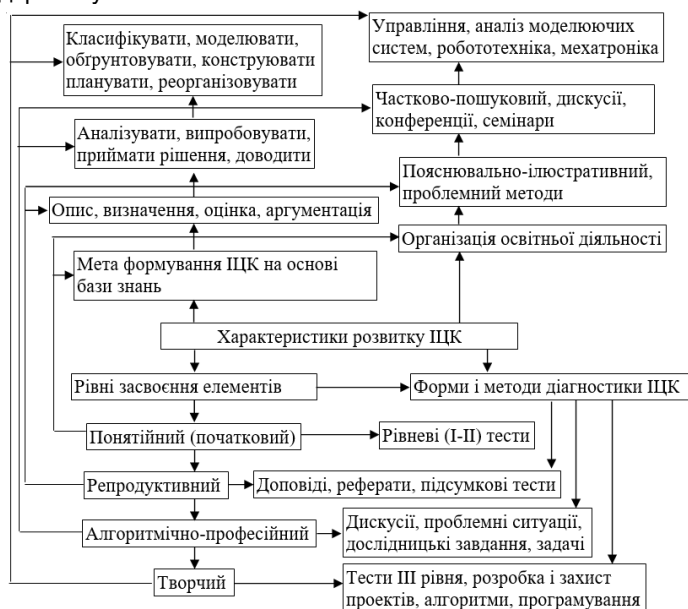 Управління, аналіз моделюючих
систем, робототехніка, мехатроніка
Класифікувати, моделювати,
обґрунтовувати, конструювати
планувати, реорганізовувати
Частково-пошуковий, дискусії,
конференції, семінари
Аналізувати, випробовувати,
приймати рішення, доводити
Пояснювально-ілюстративний,
проблемний методи
Опис, визначення, оцінка, аргументація
Організація освітньої діяльності
Мета формування ІЦК на основі
бази знань
Характеристики розвитку ІЦК
Рівні засвоєння елементів
Форми і методи діагностики ІЦК
Понятійний (початковий)
Рівневі (І-ІІ) тести
Репродуктивний
Доповіді, реферати, підсумкові тести
Алгоритмічно-професійний
Дискусії, проблемні ситуації,
дослідницькі завдання, задачі
Творчий
Тести ІІІ рівня, розробка і захист
проектів, алгоритми, програмування